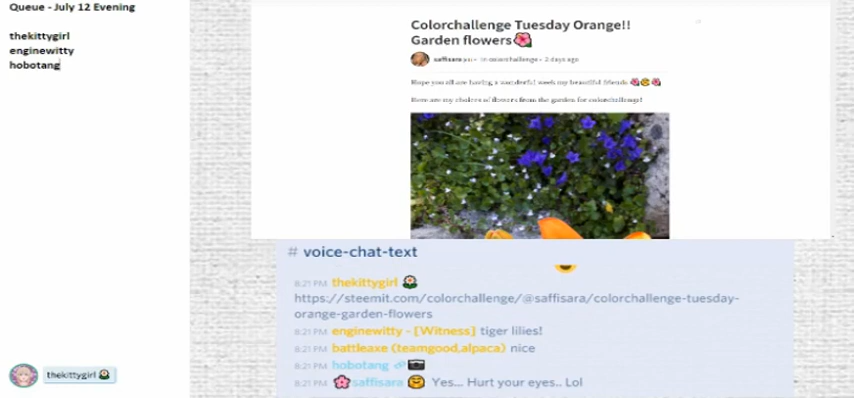 Queue - July 12 Evening
thekittygirl
enginewitty
hobotang
Colorchallenge Tuesday Orange!!
Garden flowers🌺
saffisara in colorchallenge • 2 days ago
Hope you all are having a wonderful week my beautiful friends 🌺😊🌺
Here are my choices of flowers from the garden for colorchallenge!
# voice-chat-text
8:21 PM thekittygirl
https://steemit.com/colorchallenge/@saffisara/colorchallenge-tuesday-
orange-garden-flowers
8:21 PM enginewitty - [Witness] tiger lilies!
8:21 PM battleaxe (teamgood,alpaca) nice
8:21 PM hobotang
8:21 PM 🌺saffisara 🤗 Yes... Hurt your eyes.. Lol
thekittygirl